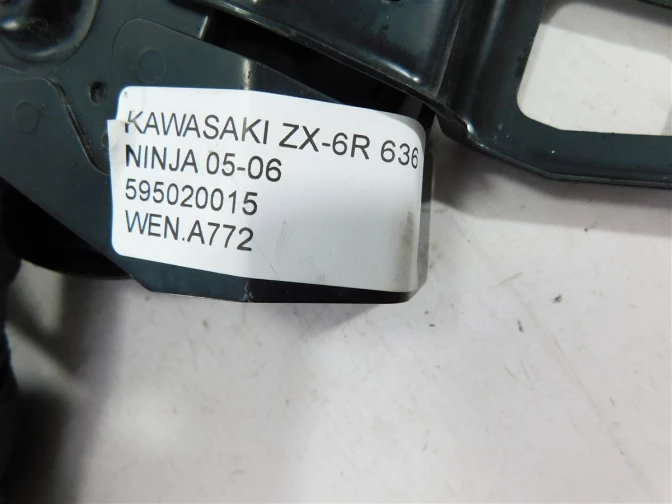 KAWASAKI ZX-6R 636
NINJA 05-06
595020015
WEN.A772